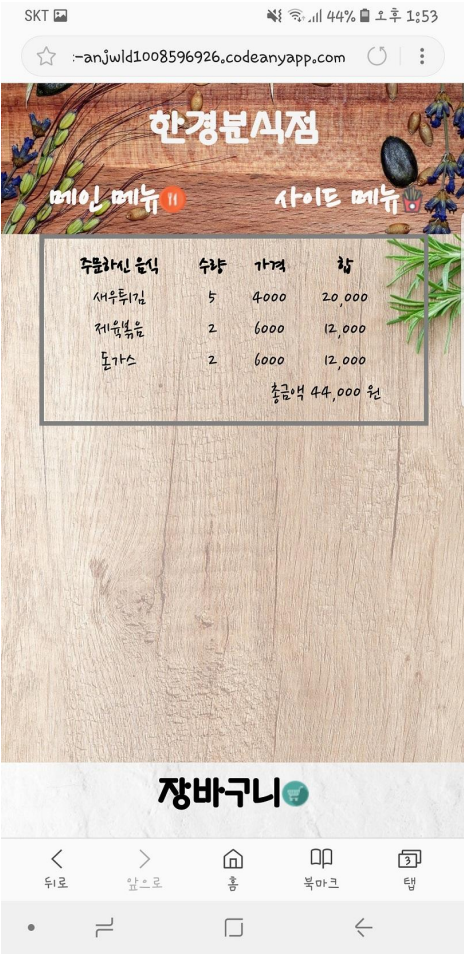 SKT 44% 오후 1:53
:-anjwld1008596926.codeanyapp.com
한경분식점
메인 메뉴 사이트 메뉴
주문하신 음식 수량 가격 합
새우튀김 5 4000 20,000
제육볶음 2 6000 12,000
돈가스 2 6000 12,000
총금액 44,000 원
장바구니
3
뒤로 앞으로 홈 북마크 탭